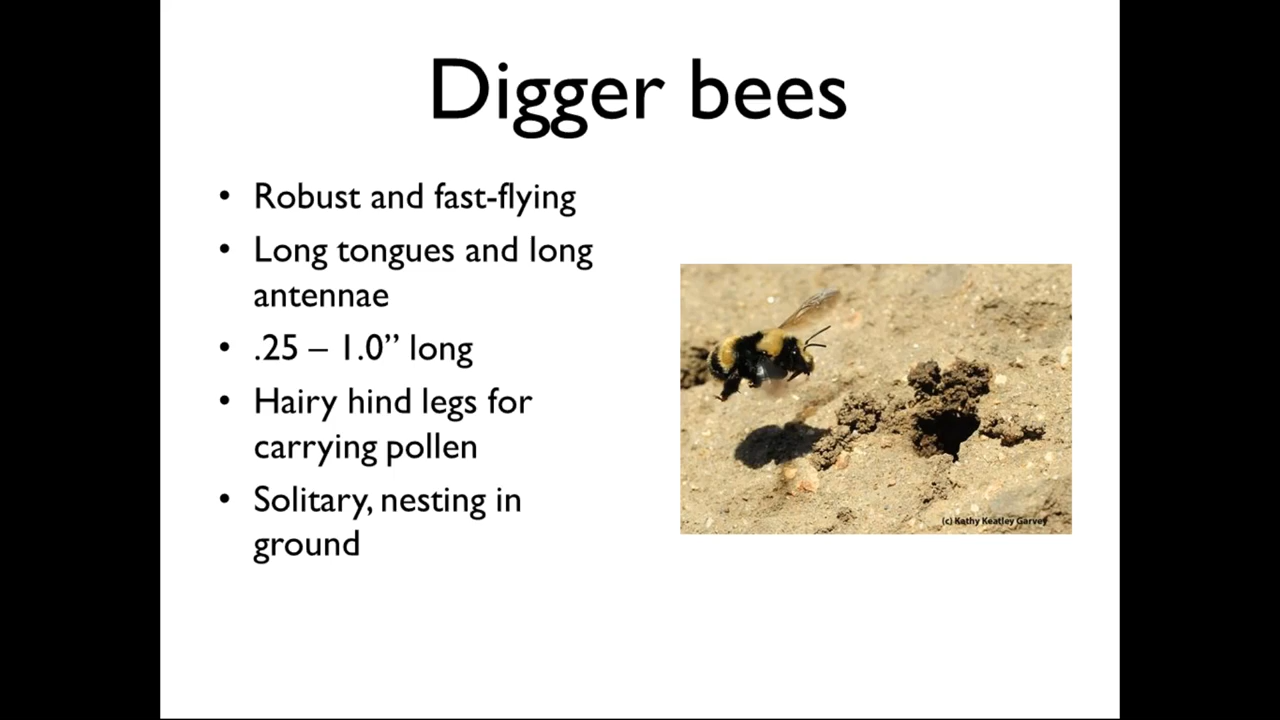 Digger bees
• Robust and fast-flying
• Long tongues and long
antennae
• .25 – 1.0” long
• Hairy hind legs for
carrying pollen
• Solitary, nesting in
ground
(c) Kathy Keatley Garvey